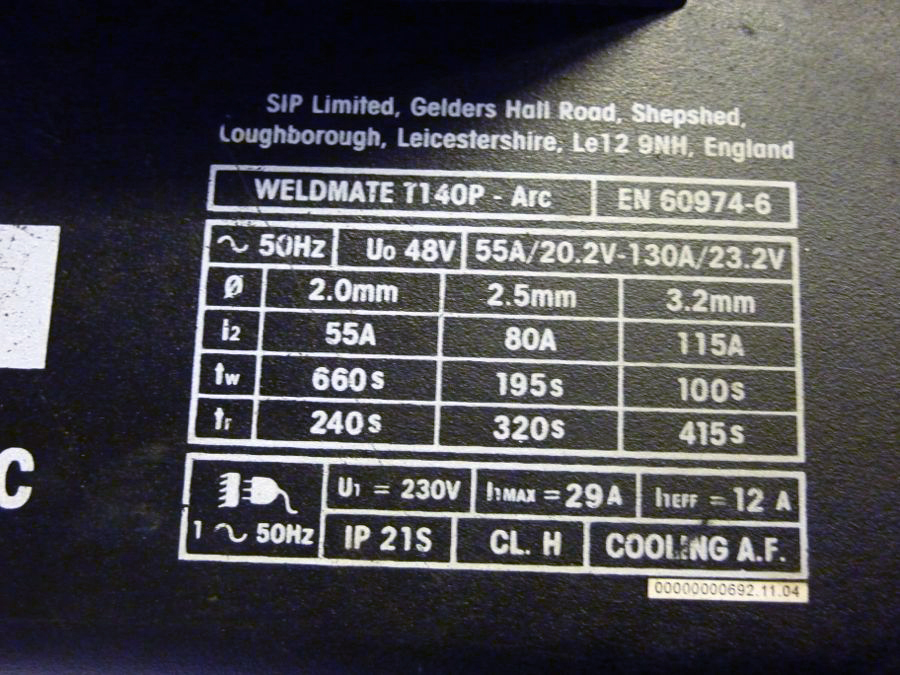 SIP Limited, Gelders Hall Road, Shepshed,
Loughborough, Leicestershire, Le12 9NH, England
WELDMATE T140P - Arc EN 60974-6
~ 50Hz U0 48V 55A/20.2V-130A/23.2V
Ø 2.0mm 2.5mm 3.2mm
I2 55A 80A 115A
tw 660s 195s 100s
tr 240s 320s 415s
U1 = 230V I1MAX = 29A I1EFF = 12 A
1 ~ 50Hz IP 21S CL. H COOLING A.F.
00000000692.11.04
C